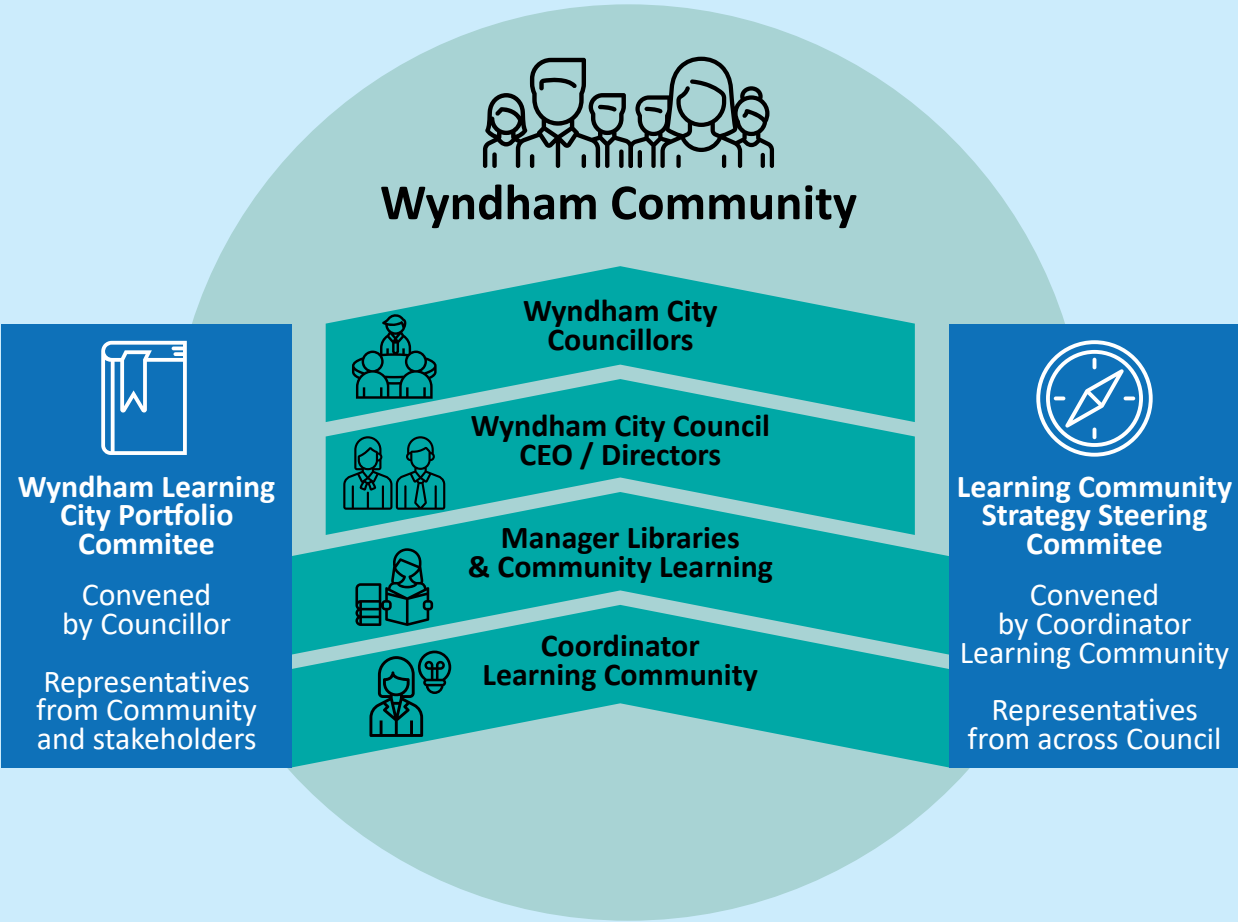 Wyndham Community
Wyndham City
Councillors
Wyndham City Council
CEO / Directors
Manager Libraries
& Community Learning
Coordinator
Learning Community
Wyndham Learning
City Portfolio
Commitee
Convened
by Councillor
Representatives
from Community
and stakeholders
Learning Community
Strategy Steering
Commitee
Convened
by Coordinator
Learning Community
Representatives
from across Council